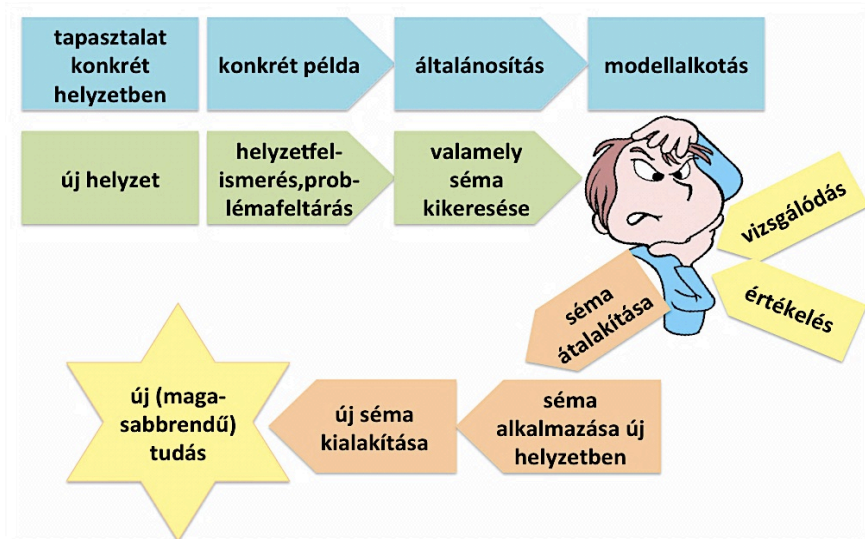 tapasztalat
konkrét
helyzetben
konkrét példa
általánosítás
modellalkotás
új helyzet
helyzetfel-
ismerés,prob-
lémafeltárás
valamely
séma
kikeresése
vizsgálódás
értékelés
séma
átalakítása
séma
alkalmazása új
helyzetben
új séma
kialakítása
új (maga-
sabbrendű)
tudás